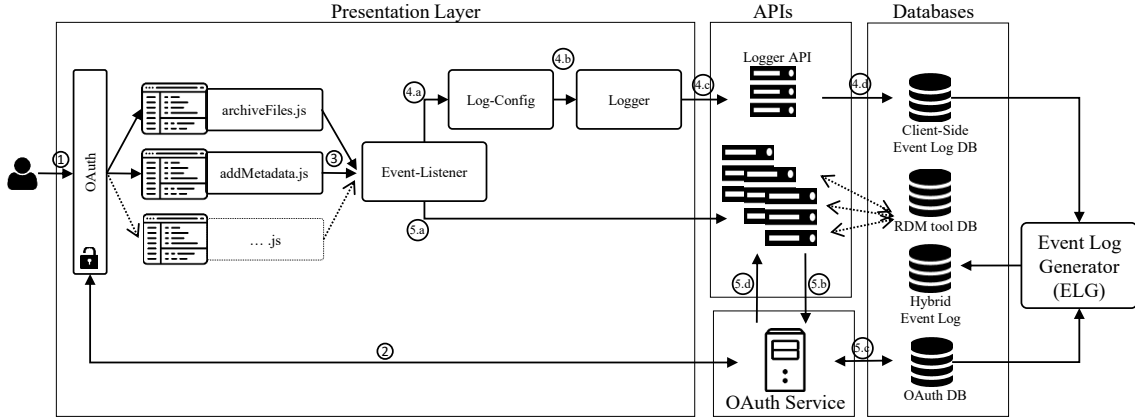 Presentation Layer
APIs
Databases
1
OAuth
archiveFiles.js
addMetadata.js
... .js
3
Event-Listener
4.a
Log-Config
4.b
Logger
4.c
Logger API
4.d
Client-Side
Event Log DB
RDM tool DB
Hybrid
Event Log
OAuth DB
Event Log
Generator
(ELG)
5.a
5.d
5.b
5.c
2
OAuth Service